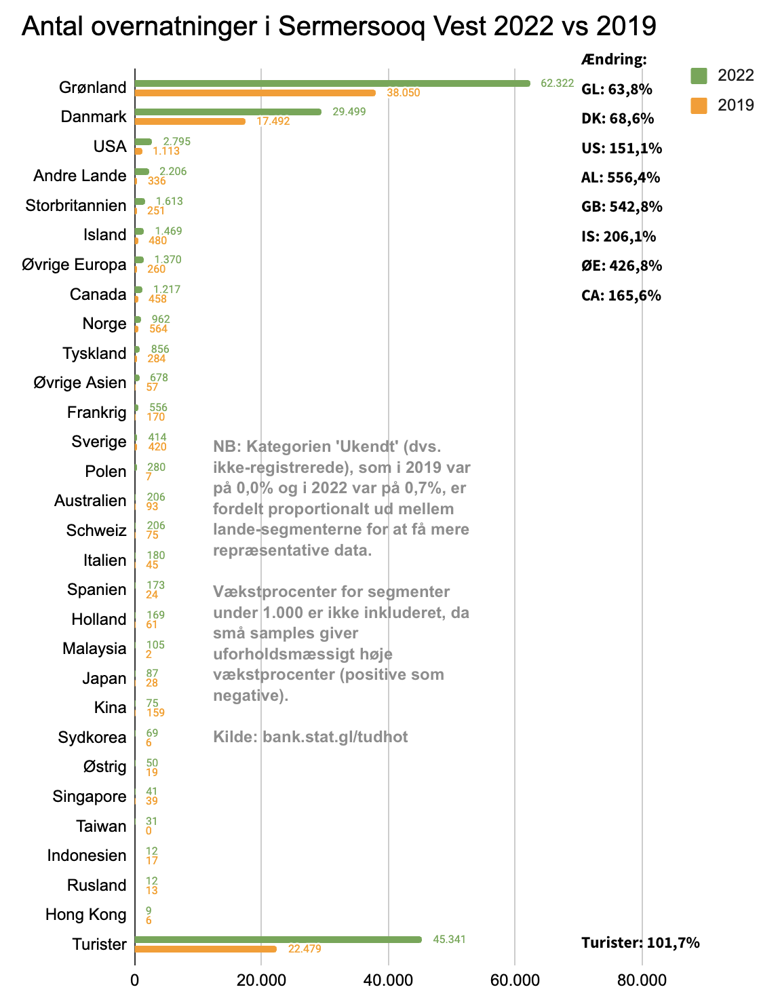 Antal overnatninger i Sermersooq Vest 2022 vs 2019
Ændring:
2022
2019
Grønland 62.322 38.050 GL: 63,8%
Danmark 29.499 17.492 DK: 68,6%
USA 2.795 1.113 US: 151,1%
Andre Lande 2.206 336 AL: 556,4%
Storbritannien 1.613 251 GB: 542,8%
Island 1.469 480 IS: 206,1%
Øvrige Europa 1.370 260 ØE: 426,8%
Canada 1.217 458 CA: 165,6%
Norge 962 564
Tyskland 856 284
Øvrige Asien 678 57
Frankrig 556 170
Sverige 414 420
Polen 280 7
Australien 206 93
Schweiz 206 75
Italien 180 45
Spanien 173 24
Holland 169 61
Malaysia 105 2
Japan 87 28
Kina 75 159
Sydkorea 69 6
Østrig 50 19
Singapore 41 39
Taiwan 31 0
Indonesien 12 17
Rusland 12 13
Hong Kong 9 6
Turister 45.341 22.479 Turister: 101,7%
NB: Kategorien 'Ukendt' (dvs.
ikke-registrerede), som i 2019 var
på 0,0% og i 2022 var på 0,7%, er
fordelt proportionalt ud mellem
lande-segmenterne for at få mere
repræsentative data.
Vækstprocenter for segmenter
under 1.000 er ikke inkluderet, da
små samples giver
uforholdsmæssigt høje
vækstprocenter (positive som
negative).
Kilde: bank.stat.gl/tudhot
0 20.000 40.000 60.000 80.000